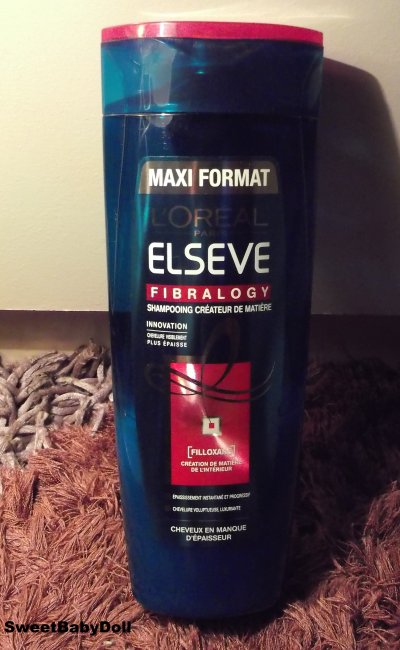 MAXI FORMAT
L'ORÉAL
PARIS
ELSEVE
FIBRALOGY
SHAMPOOING CRÉATEUR DE MATIÈRE
INNOVATION
CHEVELURE VISIBLEMENT
PLUS ÉPAISSE
[FILLOXANE]
CRÉATION DE MATIÈRE
DE L'INTÉRIEUR
ÉPAISSISSEMENT INSTANTANÉ ET PROGRESSIF
CHEVELURE VOLUPTUEUSE, LUXURIANTE
CHEVEUX EN MANQUE
D'ÉPAISSEUR
SweetBabyDoll